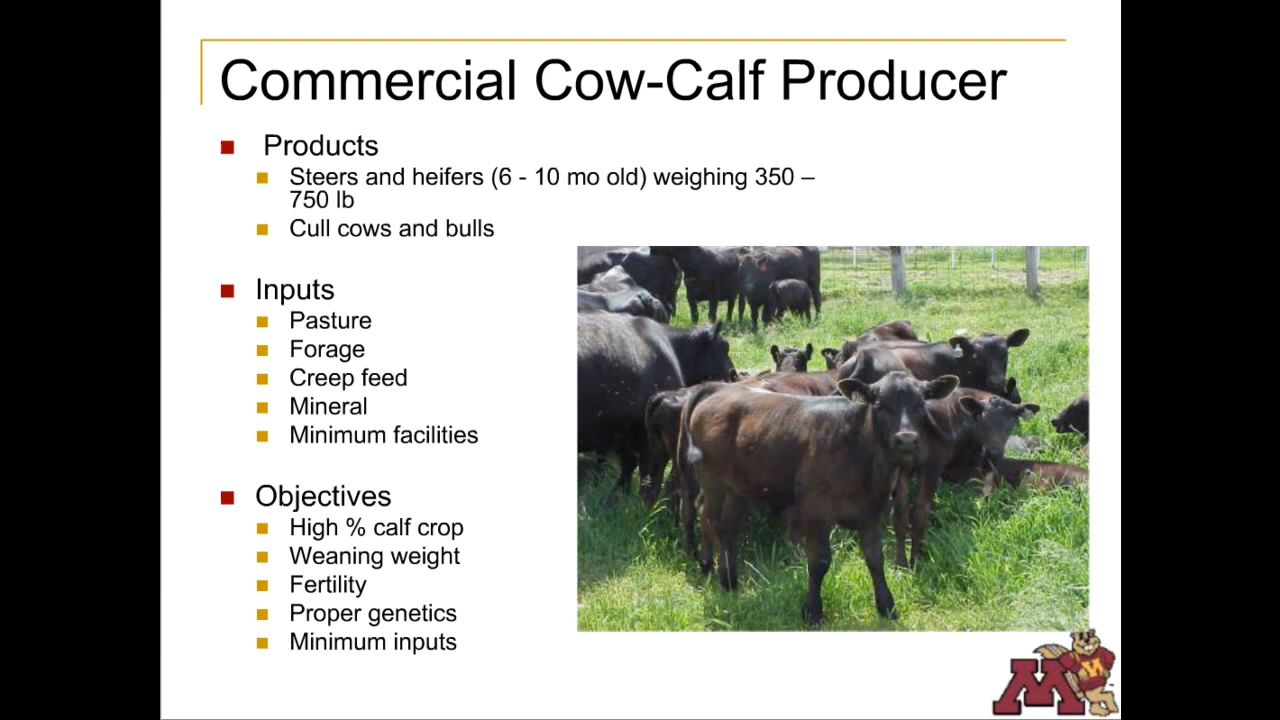 Commercial Cow-Calf Producer
Products
Steers and heifers (6 - 10 mo old) weighing 350 –
750 lb
Cull cows and bulls
Inputs
Pasture
Forage
Creep feed
Mineral
Minimum facilities
Objectives
High % calf crop
Weaning weight
Fertility
Proper genetics
Minimum inputs
M